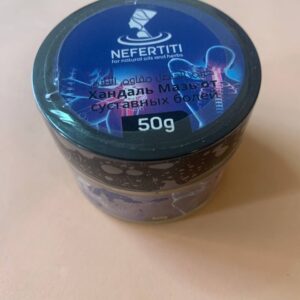 NEFERTITI
for natural oils and herbs
Хандаль Мазь от
суставных болей
50g